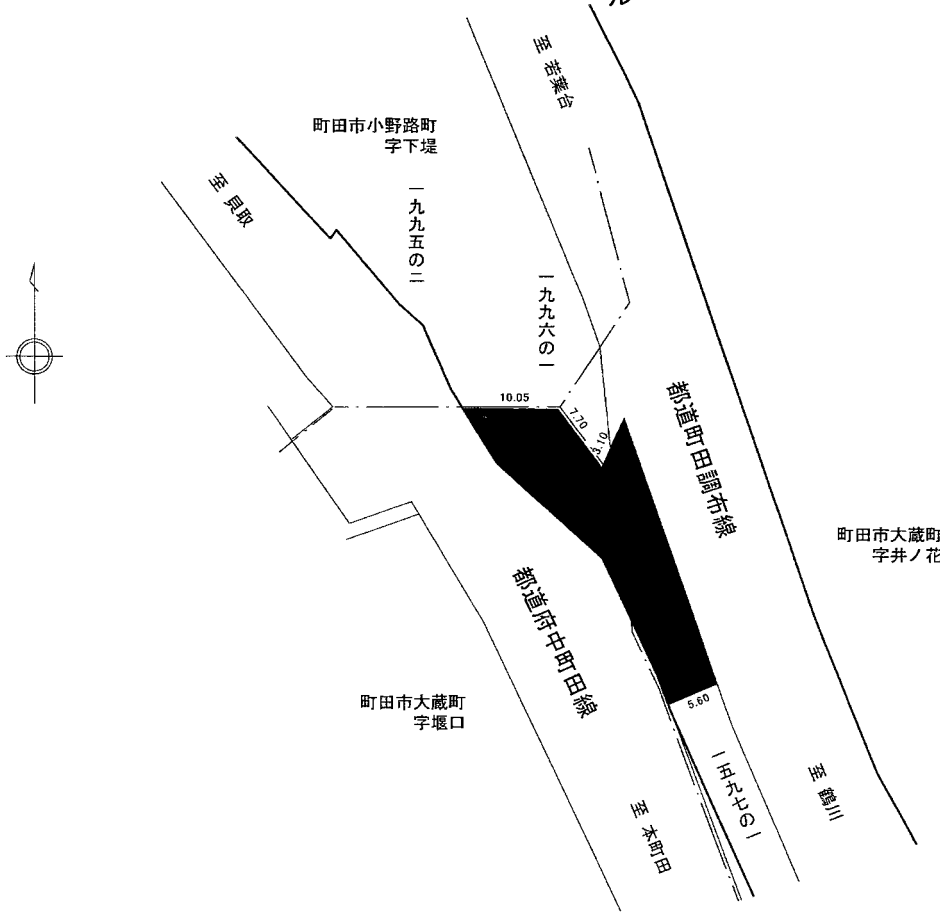 ル
至 若葉台
町田市小野路町
字下堤
至 貝取
一九九五の二
一九九六の一
10.05
7.70
3.10
都道町田調布線
町田市大蔵町
字井ノ花
都道府中町田線
町田市大蔵町
字堰口
5.60
一五九七の一
至 鶴川
至 本町田